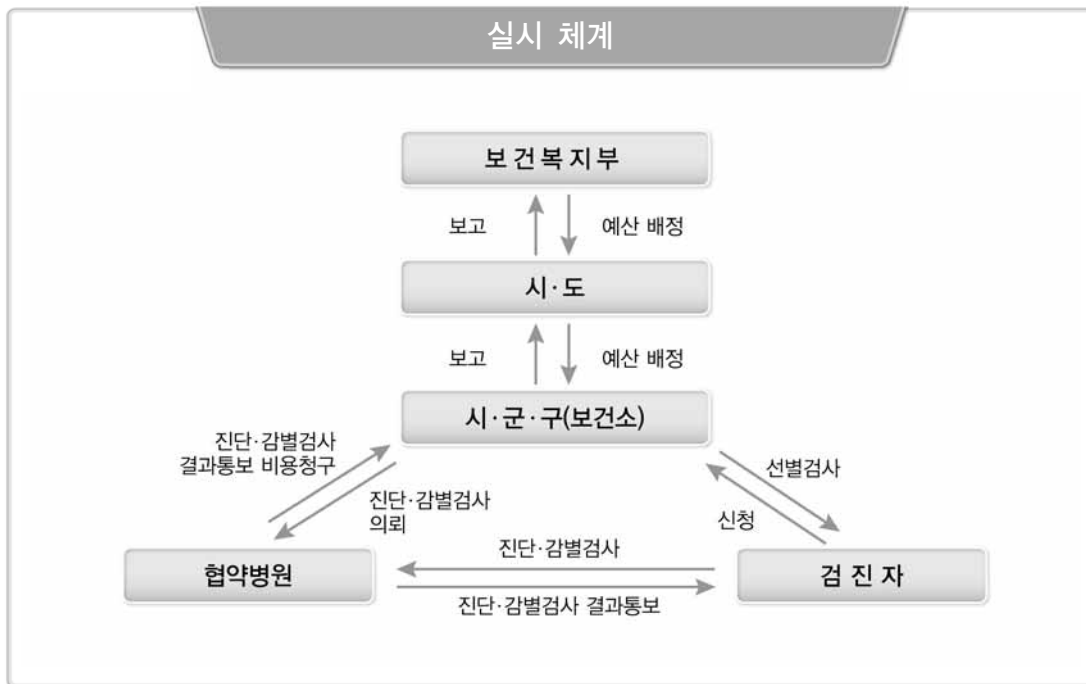 실시 체계
보건복지부
보고
예산 배정
시·도
보고
예산 배정
시·군·구(보건소)
진단·감별검사
결과통보 비용청구
진단·감별검사
의뢰
선별검사
신청
협약병원
진단·감별검사
진단·감별검사 결과통보
검 진 자